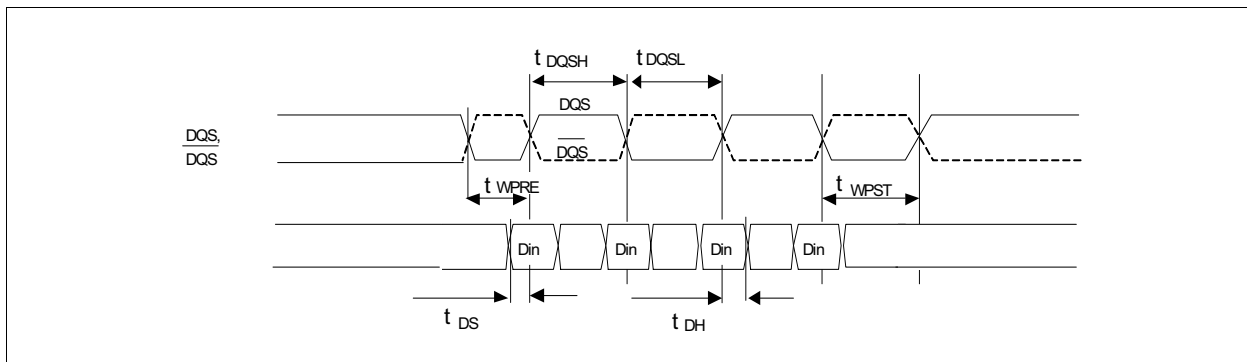 t DQSH
t DQSL
DQS
DQS,
DQS
DQS
t WPRE
t WPST
Din
Din
Din
Din
t DS
t DH